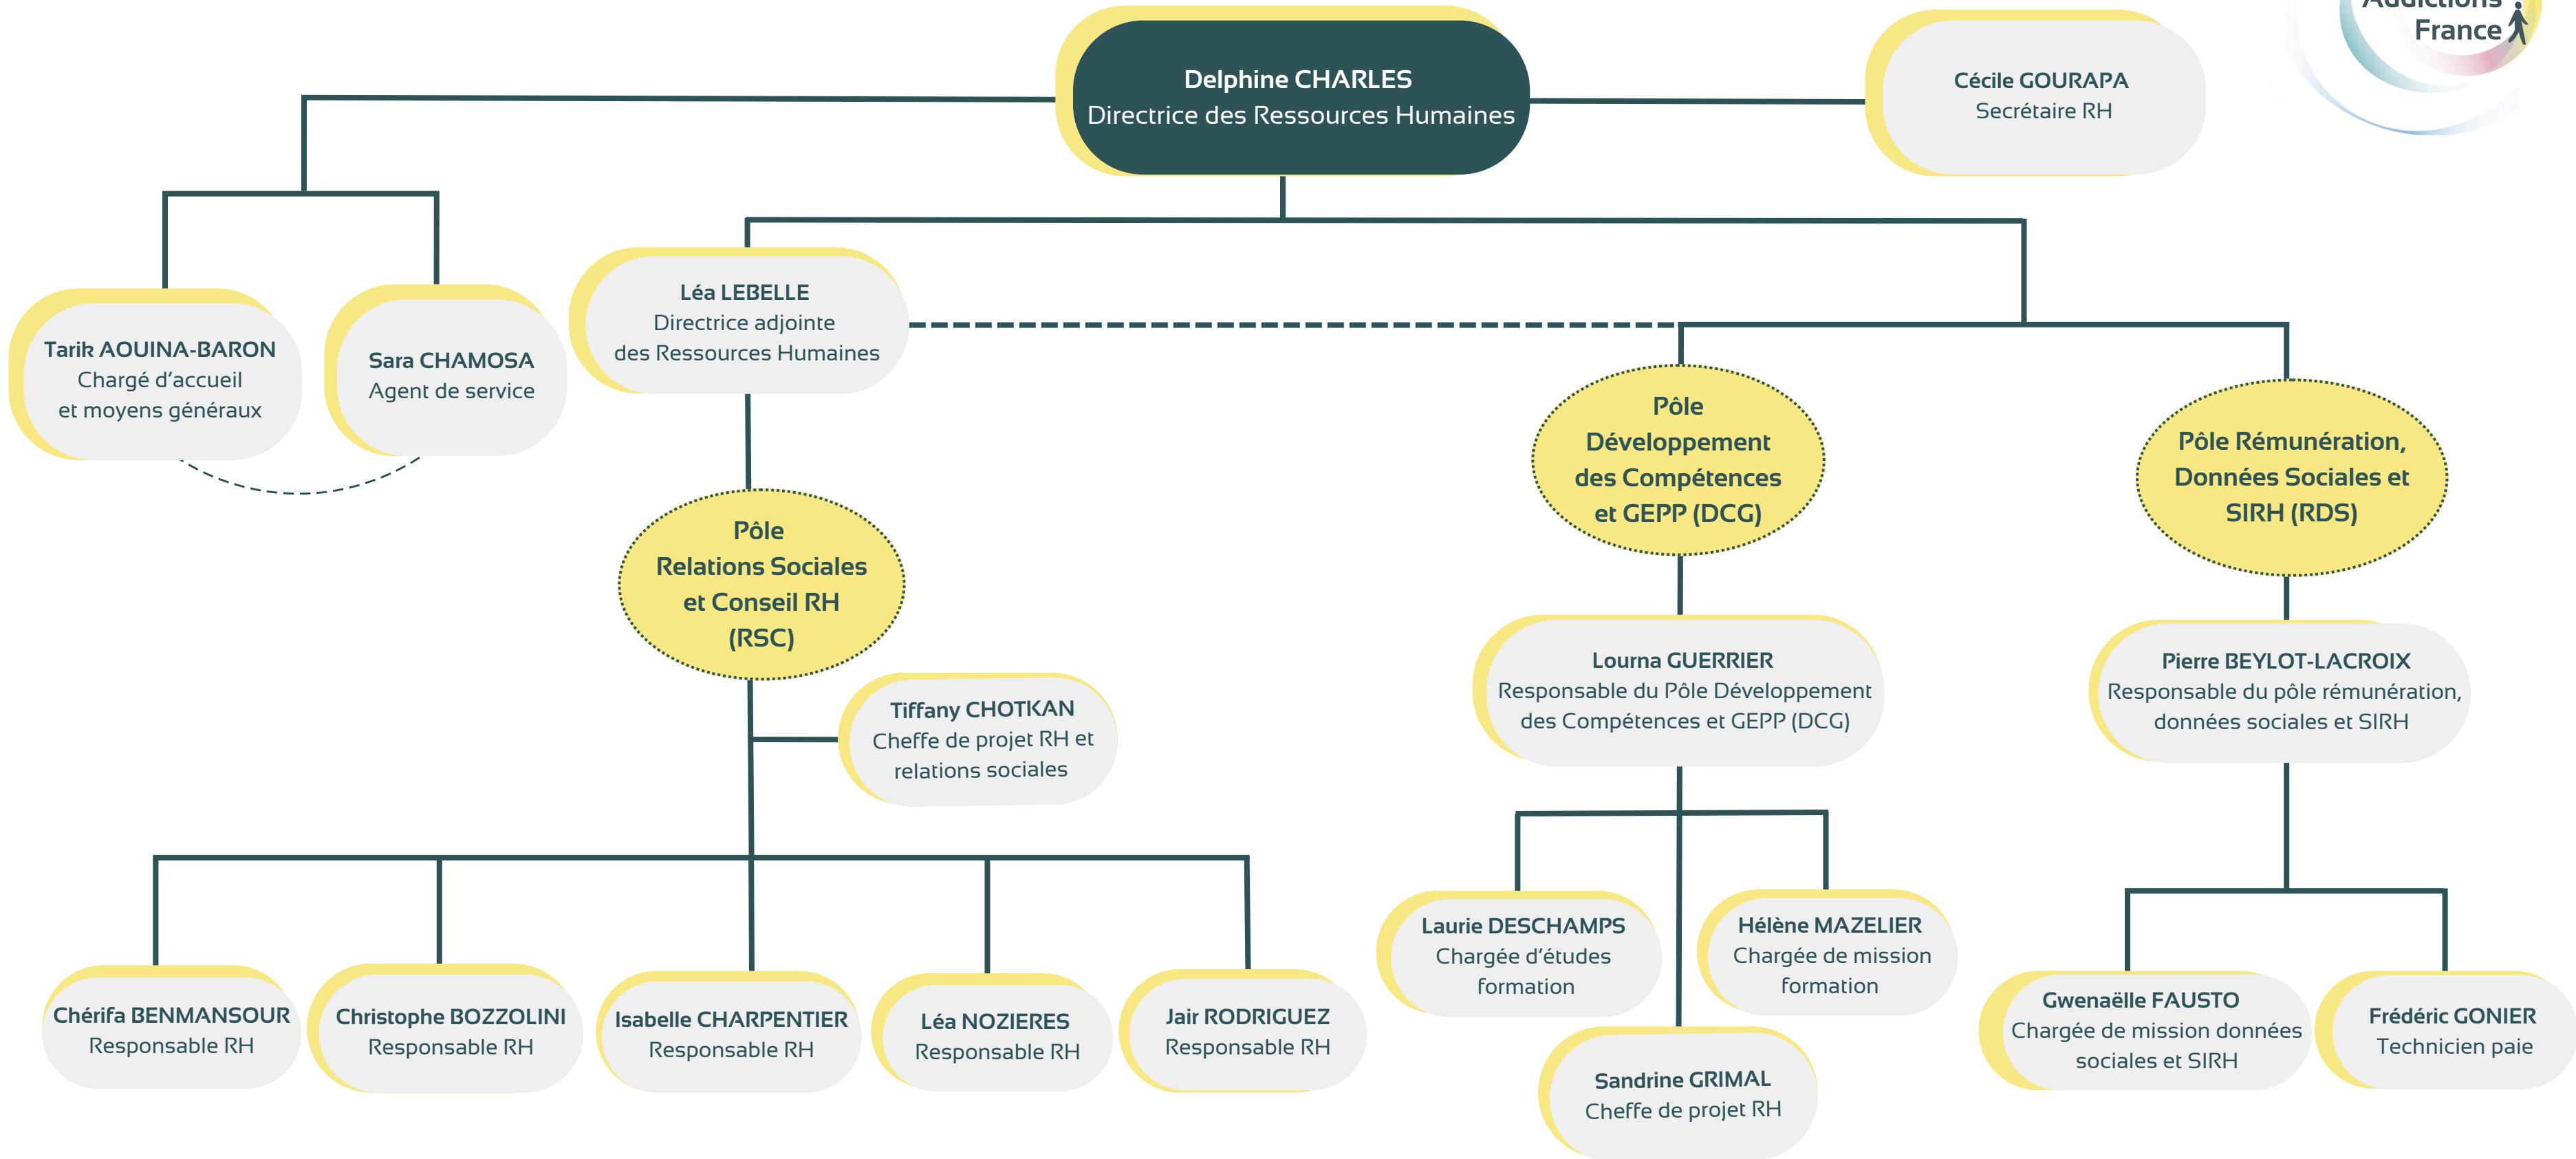 Addictions
France
Delphine CHARLES
Directrice des Ressources Humaines
Cécile GOURAPA
Secrétaire RH
Tarik AOUINA-BARON
Chargé d'accueil
et moyens généraux
Sara CHAMOSA
Agent de service
Léa LEBELLE
Directrice adjointe
des Ressources Humaines
Pôle
Développement
des Compétences
et GEPP (DCG)
Pôle Rémunération,
Données Sociales et
SIRH (RDS)
Pôle
Relations Sociales
et Conseil RH
(RSC)
Tiffany CHOTKAN
Cheffe de projet RH et
relations sociales
Lourna GUERRIER
Responsable du Pôle Développement
des Compétences et GEPP (DCG)
Pierre BEYLOT-LACROIX
Responsable du pôle rémunération,
données sociales et SIRH
Chérifa BENMANSOUR
Responsable RH
Christophe BOZZOLINI
Responsable RH
Isabelle CHARPENTIER
Responsable RH
Léa NOZIERES
Responsable RH
Jair RODRIGUEZ
Responsable RH
Laurie DESCHAMPS
Chargée d'études
formation
Hélène MAZELIER
Chargée de mission
formation
Sandrine GRIMAL
Cheffe de projet RH
Gwenaëlle FAUSTO
Chargée de mission données
sociales et SIRH
Frédéric GONIER
Technicien paie